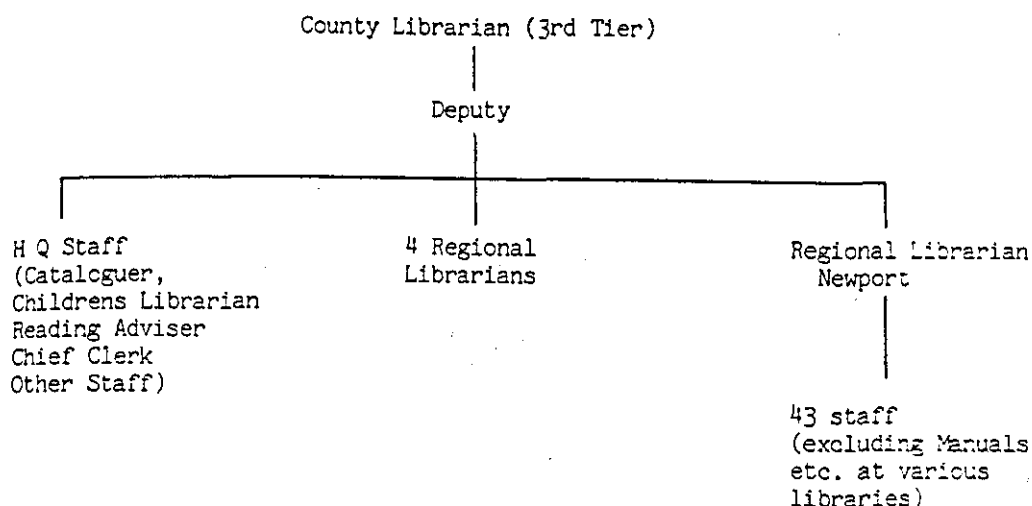 County Librarian (3rd Tier)
Deputy
H Q Staff
(Cataloguer,
Childrens Librarian
Reading Adviser
Chief Clerk
Other Staff)
4 Regional
Librarians
Regional Librarian
Newport
43 staff
(excluding Manuals
etc. at various
libraries)